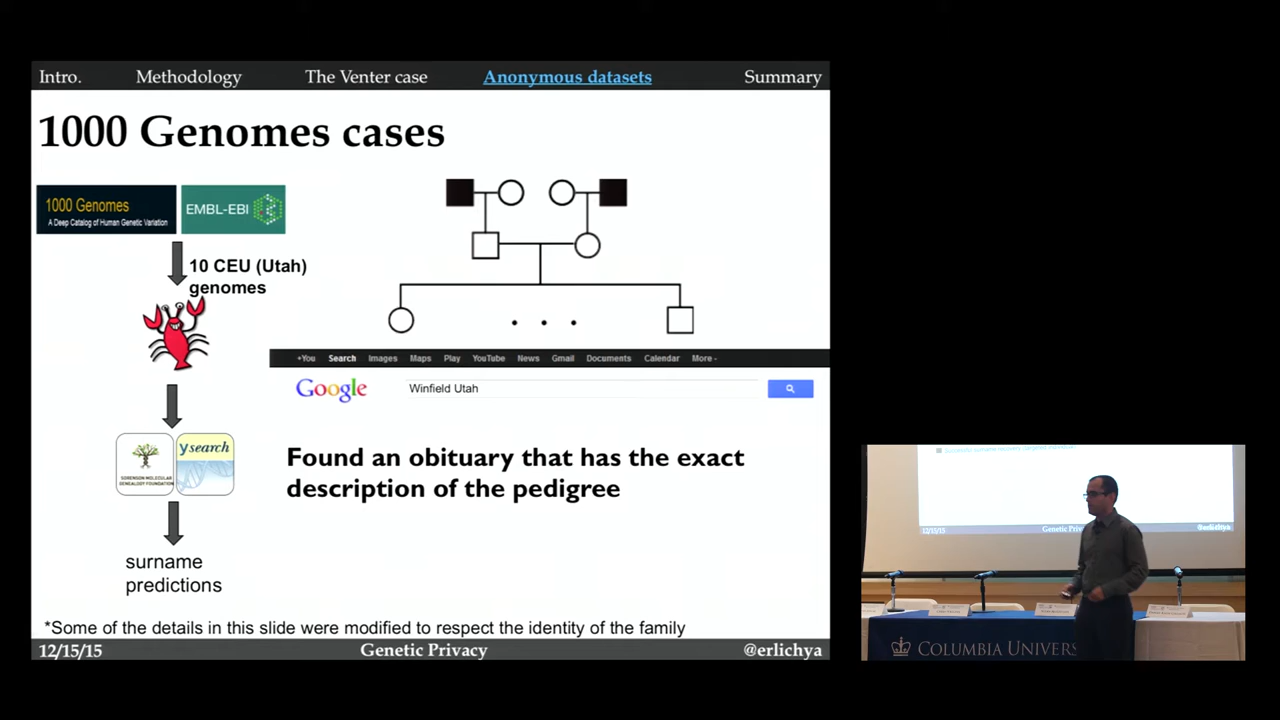 Intro. Methodology The Venter case Anonymous datasets Summary
1000 Genomes cases
1000 Genomes
A Deep Catalog of Human Genetic Variation
EMBL-EBI
10 CEU (Utah)
genomes
+You Search Images Maps Play YouTube News Gmail Documents Calendar More -
Google
Winfield Utah
ysearch
SORENSON MOLECULAR
GENEALOGY FOUNDATION
Found an obituary that has the exact
description of the pedigree
surname
predictions
*Some of the details in this slide were modified to respect the identity of the family
12/15/15 Genetic Privacy @erlichya
12/15/15 @erlichya
COLUMBIA